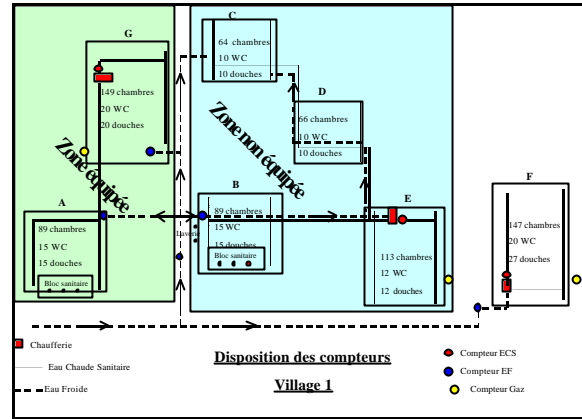 C
64 chambres
10 WC
10 douches
G
149 chambres
20 WC
20 douches
Zone équipée
Zone non équipée
D
66 chambres
10 WC
10 douches
A
89 chambres
15 WC
15 douches
Bloc sanitaire
B
89 chambres
15 WC
15 douches
Bloc sanitaire
Laverie
E
113 chambres
12 WC
12 douches
F
147 chambres
20 WC
27 douches
Chaufferie
Eau Chaude Sanitaire
Eau Froide
Disposition des compteurs
Village 1
Compteur ECS
Compteur EF
Compteur Gaz